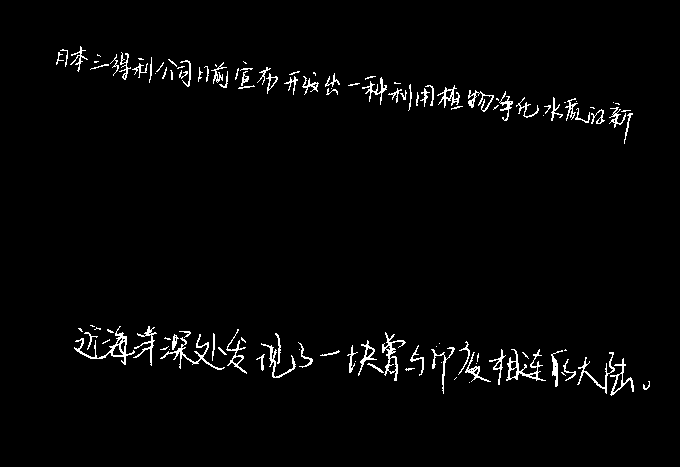 日本三得利公司日前宣布开发出一种利用植物净化水质的新
近海洋深处发现了一块曾与印度相连的大陆。